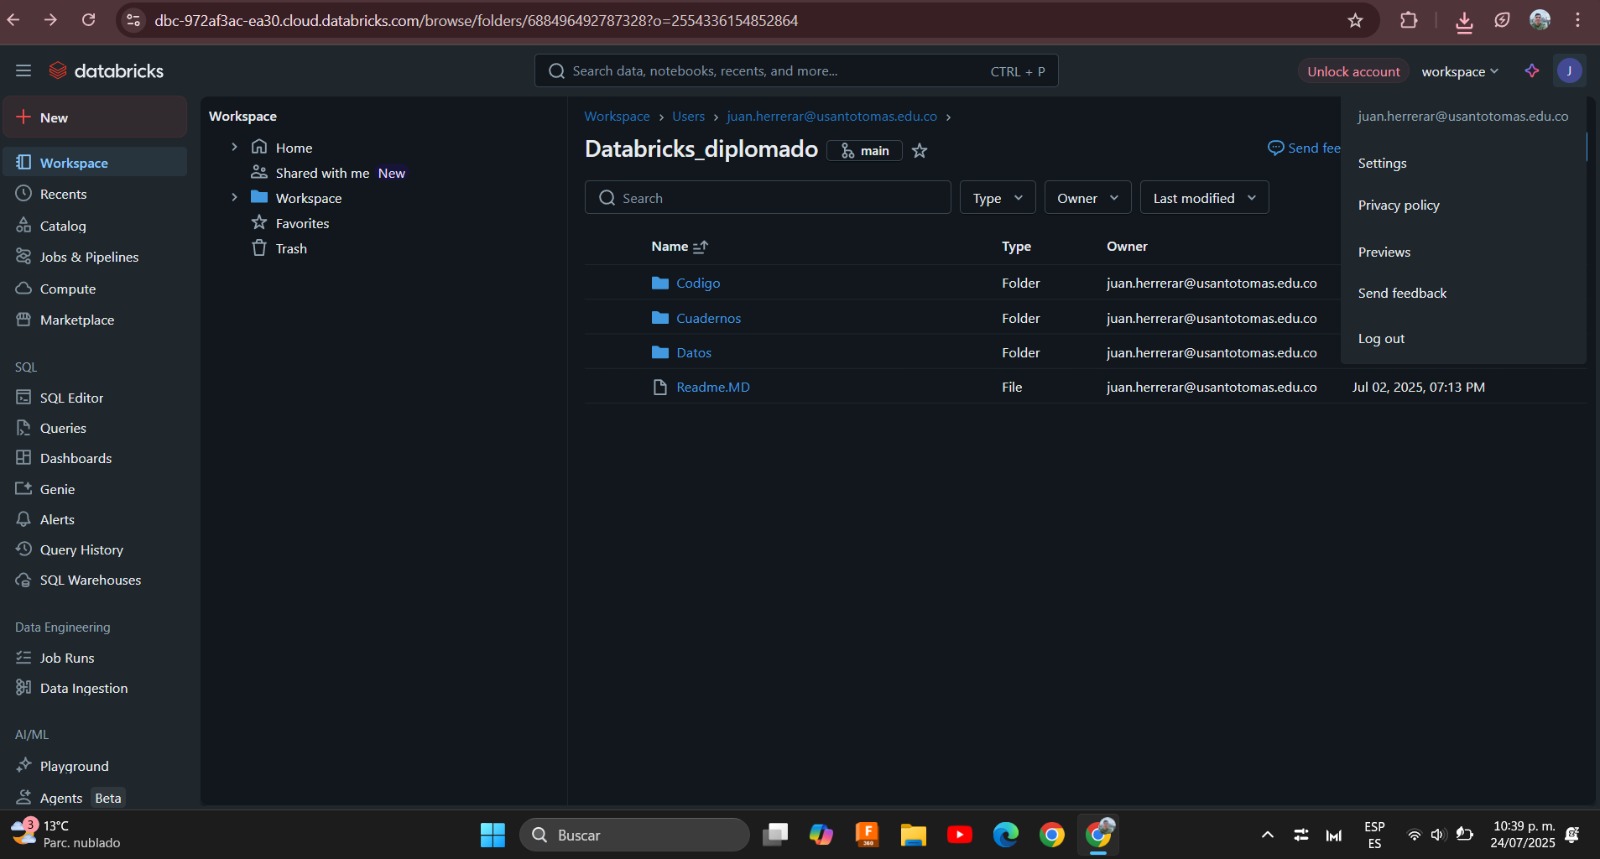 dbc-972af3ac-ea30.cloud.databricks.com/browse/folders/688496492787328?o=2554336154852864
databricks
Search data, notebooks, recents, and more...
CTRL + P
Unlock account
workspace
J
New
Workspace
Recents
Catalog
Jobs & Pipelines
Compute
Marketplace
SQL
SQL Editor
Queries
Dashboards
Genie
Alerts
Query History
SQL Warehouses
Data Engineering
Job Runs
Data Ingestion
AI/ML
Playground
Agents Beta
Workspace
Home
Shared with me New
Workspace
Favorites
Trash
Workspace › Users › juan.herrerar@usantotomas.edu.co ›
Databricks_diplomado main
Send fee
Search
Type
Owner
Last modified
Name Type Owner
Codigo Folder juan.herrerar@usantotomas.edu.co
Cuadernos Folder juan.herrerar@usantotomas.edu.co
Datos Folder juan.herrerar@usantotomas.edu.co
Readme.MD File juan.herrerar@usantotomas.edu.co Jul 02, 2025, 07:13 PM
juan.herrerar@usantotomas.edu.co
Settings
Privacy policy
Previews
Send feedback
Log out
3
13°C
Parc. nublado
Buscar
F
360
ESP
ES
10:39 p. m.
24/07/2025